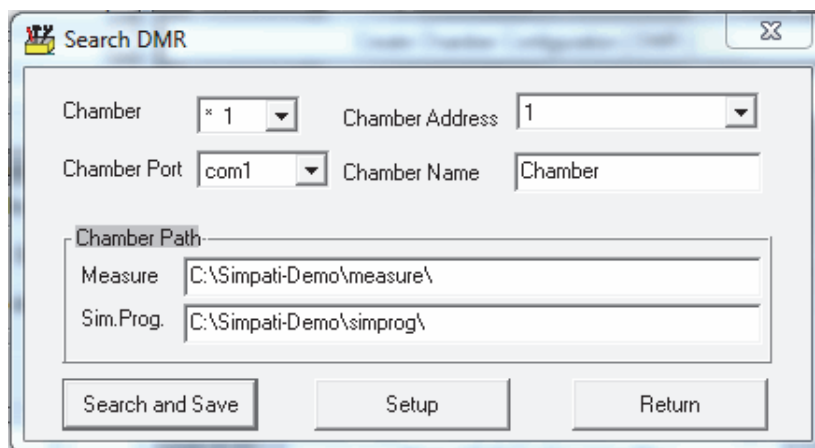 Search DMR
Chamber * 1 Chamber Address 1
Chamber Port com1 Chamber Name Chamber
Chamber Path
Measure C:\Simpati-Demo\measure\
Sim.Prog. C:\Simpati-Demo\simprog\
Search and Save Setup Return